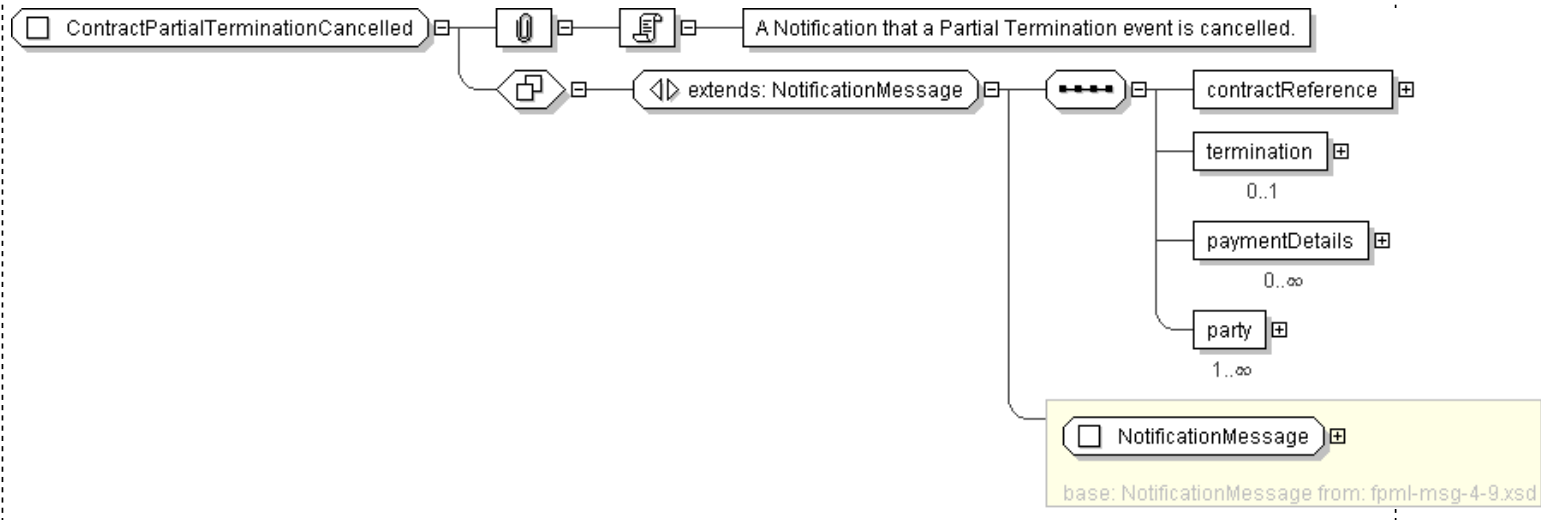 ContractPartialTerminationCancelled
A Notification that a Partial Termination event is cancelled.
extends: NotificationMessage
contractReference
termination
0..1
paymentDetails
0..∞
party
1..∞
NotificationMessage
base: NotificationMessage from: fpml-msg-4-9.xsd